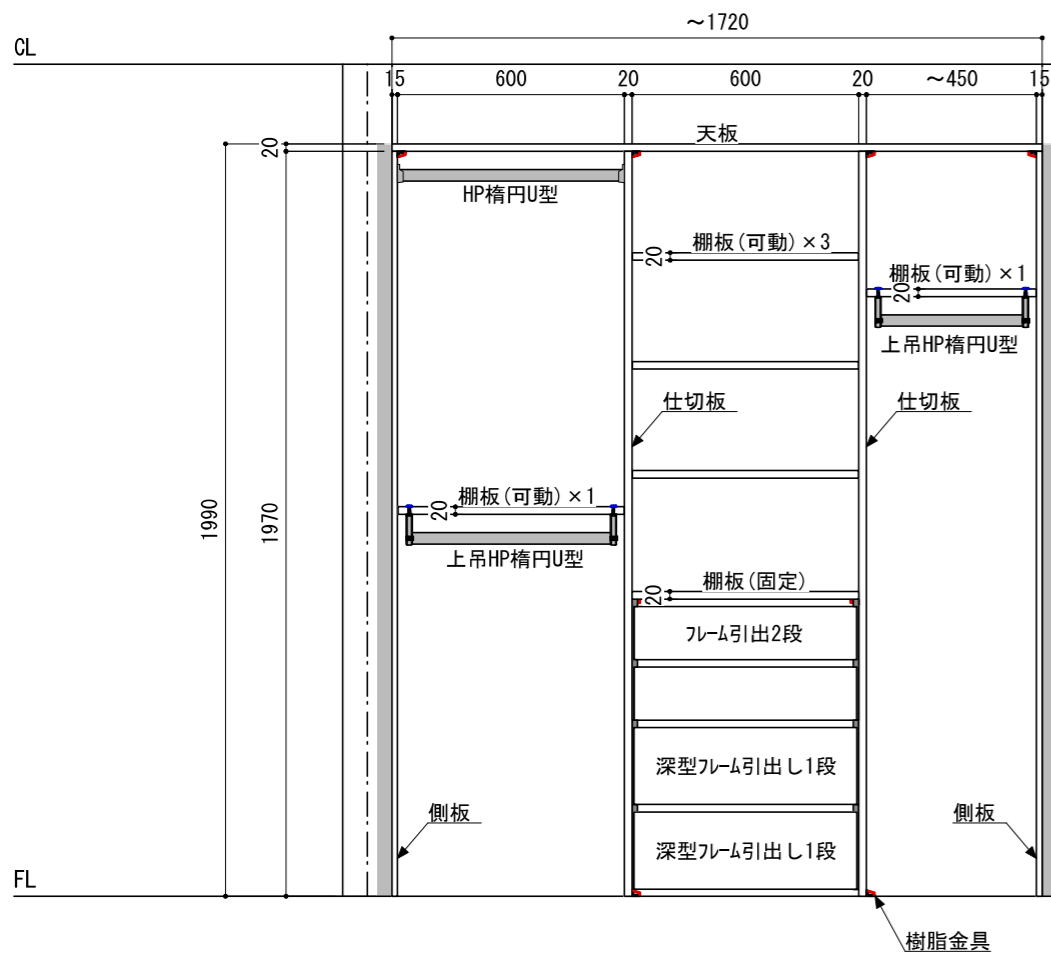 ～1720
CL
15
600
20
600
20
～450
15
20
天板
HP楕円U型
棚板(可動)×3
20
棚板(可動)×1
20
上吊HP楕円U型
仕切板
仕切板
1990
1970
棚板(可動)×1
20
上吊HP楕円U型
棚板(固定)
20
フレーム引出2段
深型フレーム引出し1段
側板
側板
深型フレーム引出し1段
FL
樹脂金具